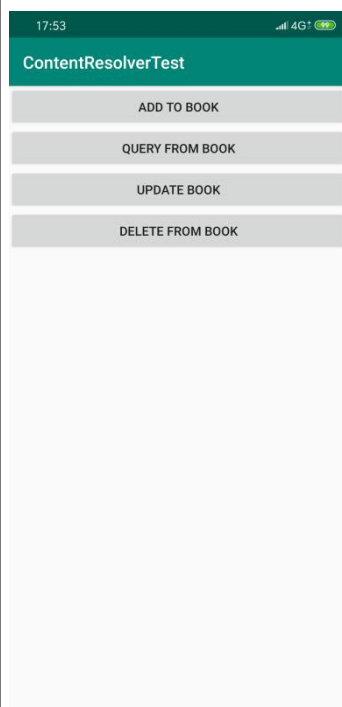 17:53 4G 99
ContentResolverTest
ADD TO BOOK
QUERY FROM BOOK
UPDATE BOOK
DELETE FROM BOOK